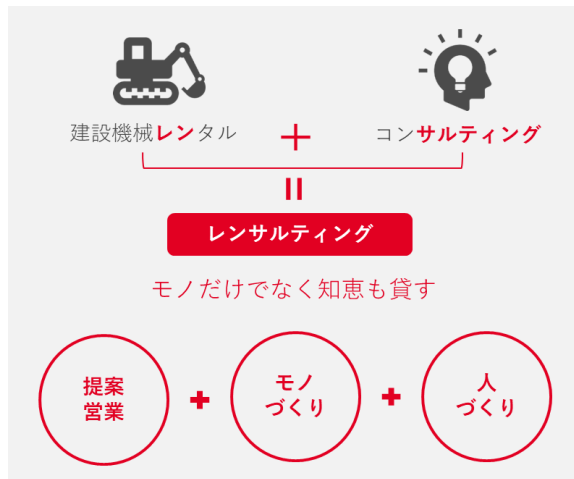 建設機械レンタル + コンサルティング
=
レンサルティング
モノだけでなく知恵も貸す
提案
営業
+
モノ
づくり
+
人
づくり